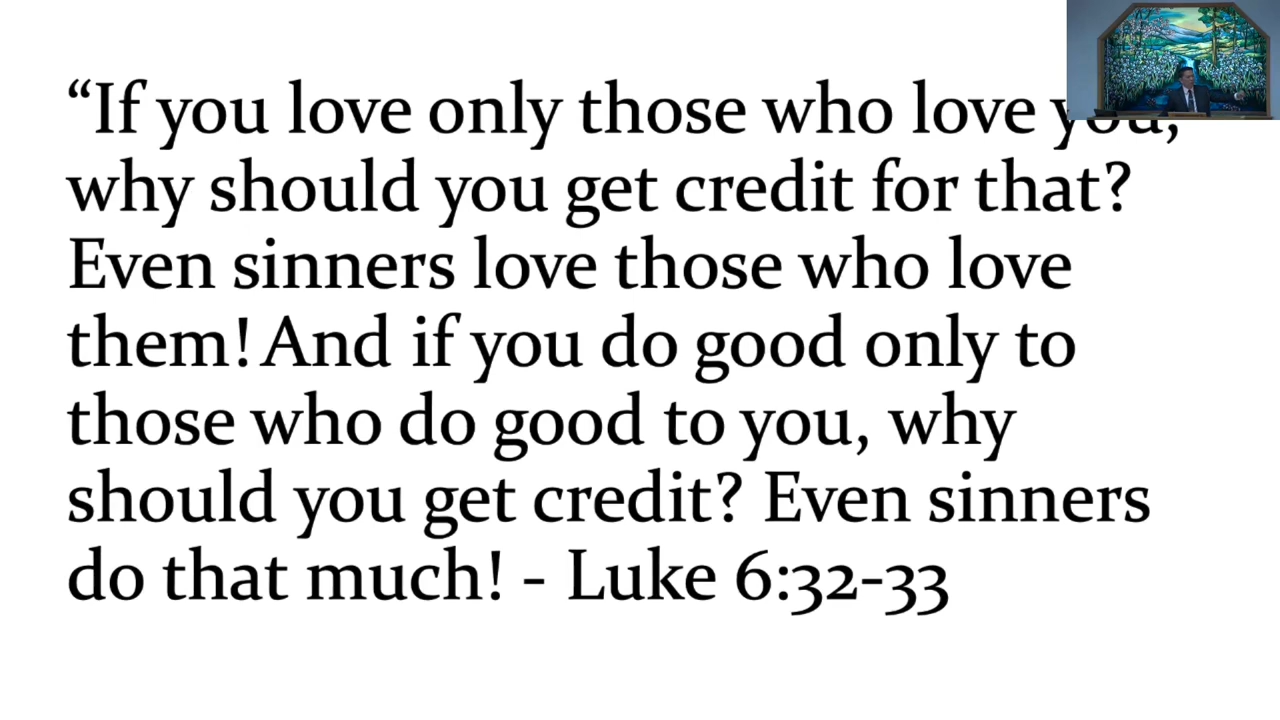 “If you love only those who love you,
why should you get credit for that?
Even sinners love those who love
them! And if you do good only to
those who do good to you, why
should you get credit? Even sinners
do that much! - Luke 6:32-33